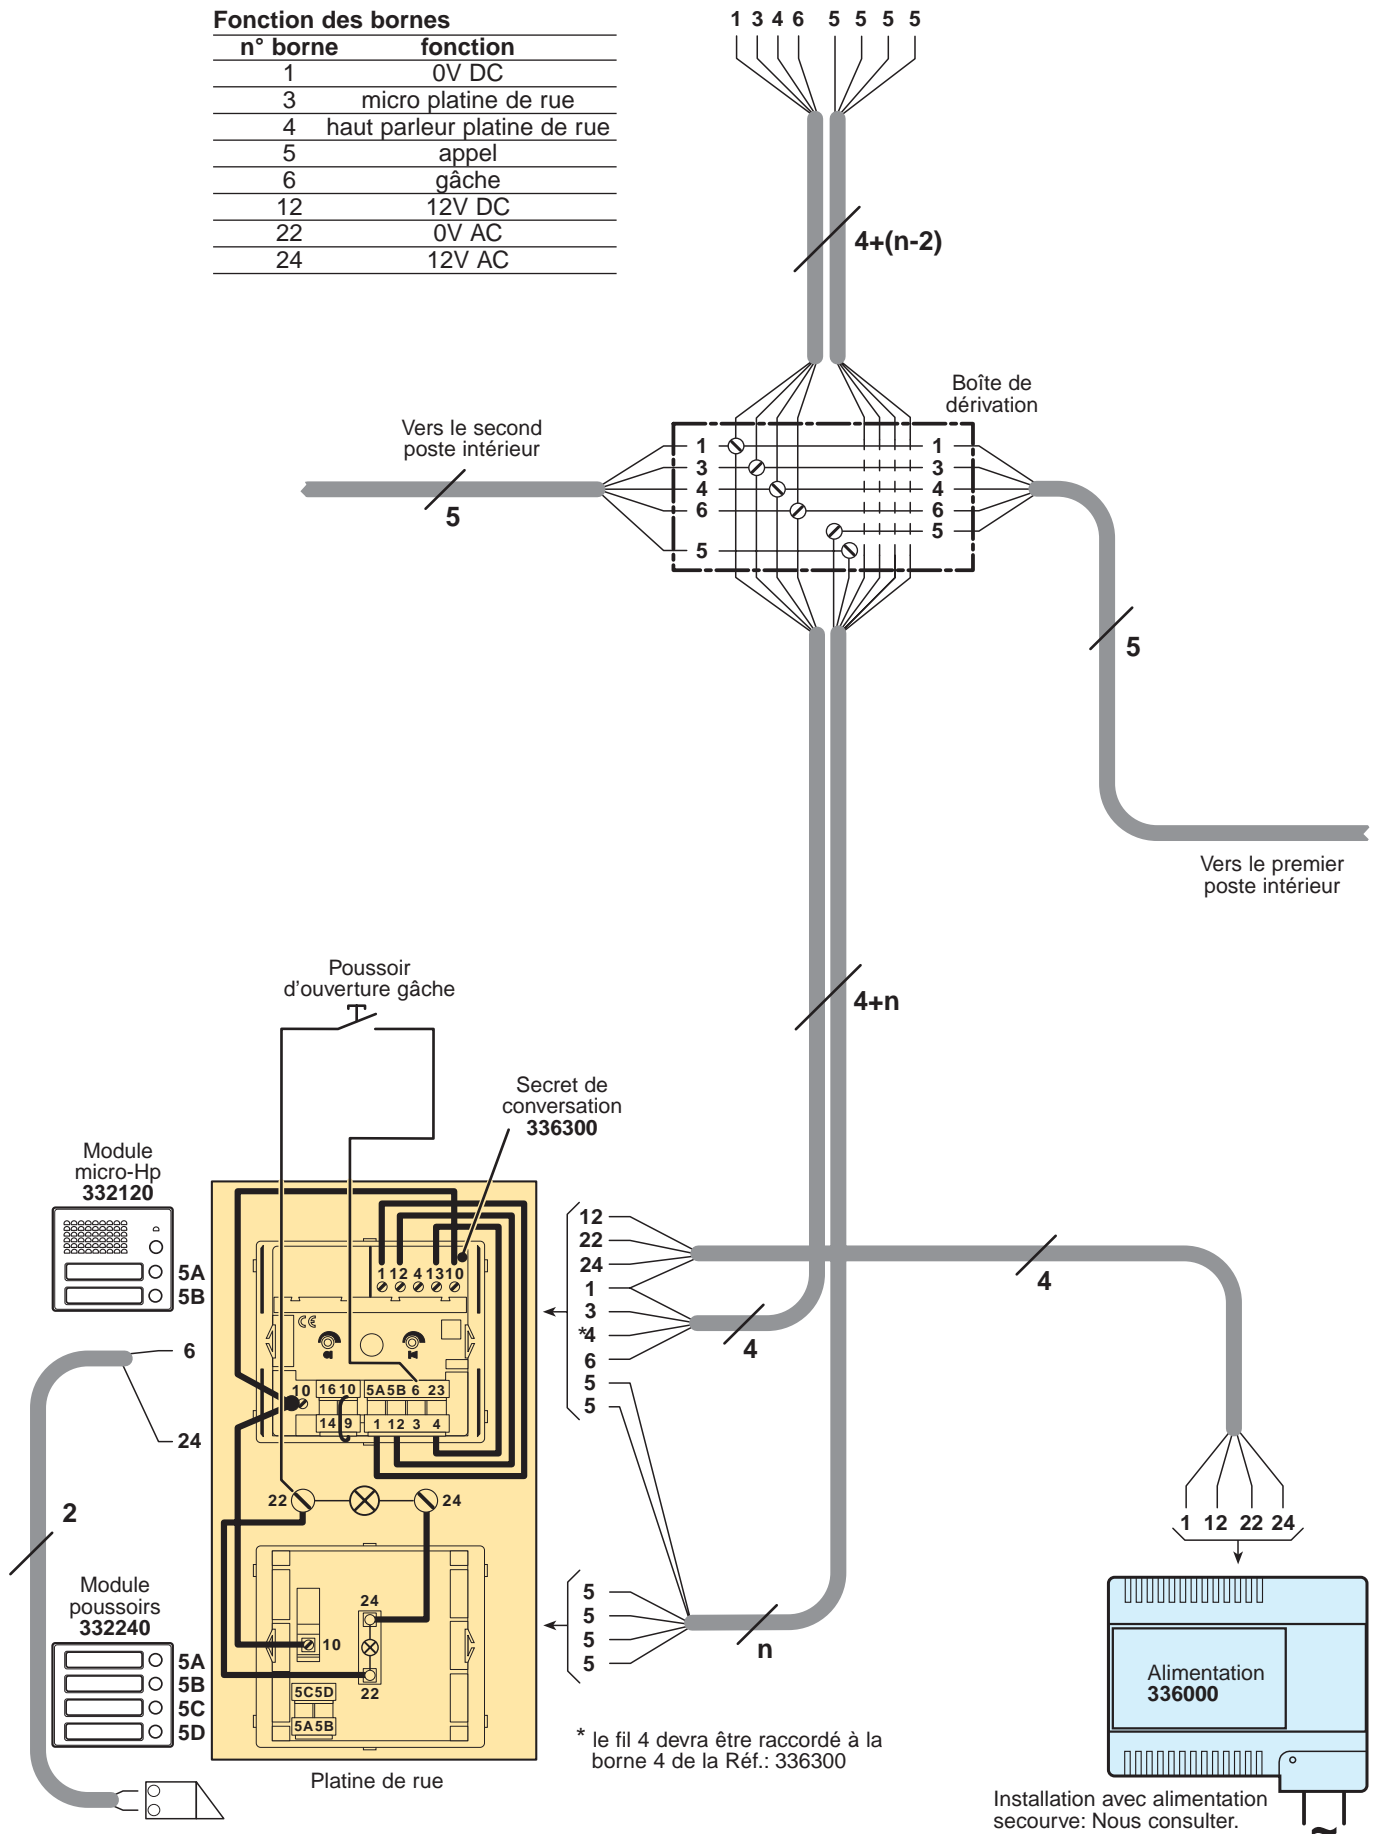 Fonction des bornes
n° borne fonction
1 0V DC
3 micro platine de rue
4 haut parleur platine de rue
5 appel
6 gâche
12 12V DC
22 0V AC
24 12V AC
1 3 4 6 5 5 5 5
4+(n-2)
Boîte de
dérivation
Vers le second
poste intérieur
5
1 1
3 3
4 4
6 6
5
5
5
Vers le premier
poste intérieur
4+n
Poussoir
d'ouverture gâche
Secret de
conversation
336300
Module
micro-Hp
332120
5A
5B
6
24
2
Module
poussoirs
332240
5A
5B
5C
5D
1 12 4 13 10
CE
10
16 10 5A 5B 6 23
14 9 1 12 3 4
22 24
24
10
22
5C 5D
5A 5B
Platine de rue
12
22
24
1
3
*4
6
5
5
4
4
5
5
5
5
n
* le fil 4 devra être raccordé à la
borne 4 de la Réf.: 336300
1 12 22 24
Alimentation
336000
Installation avec alimentation
secourve: Nous consulter.
~